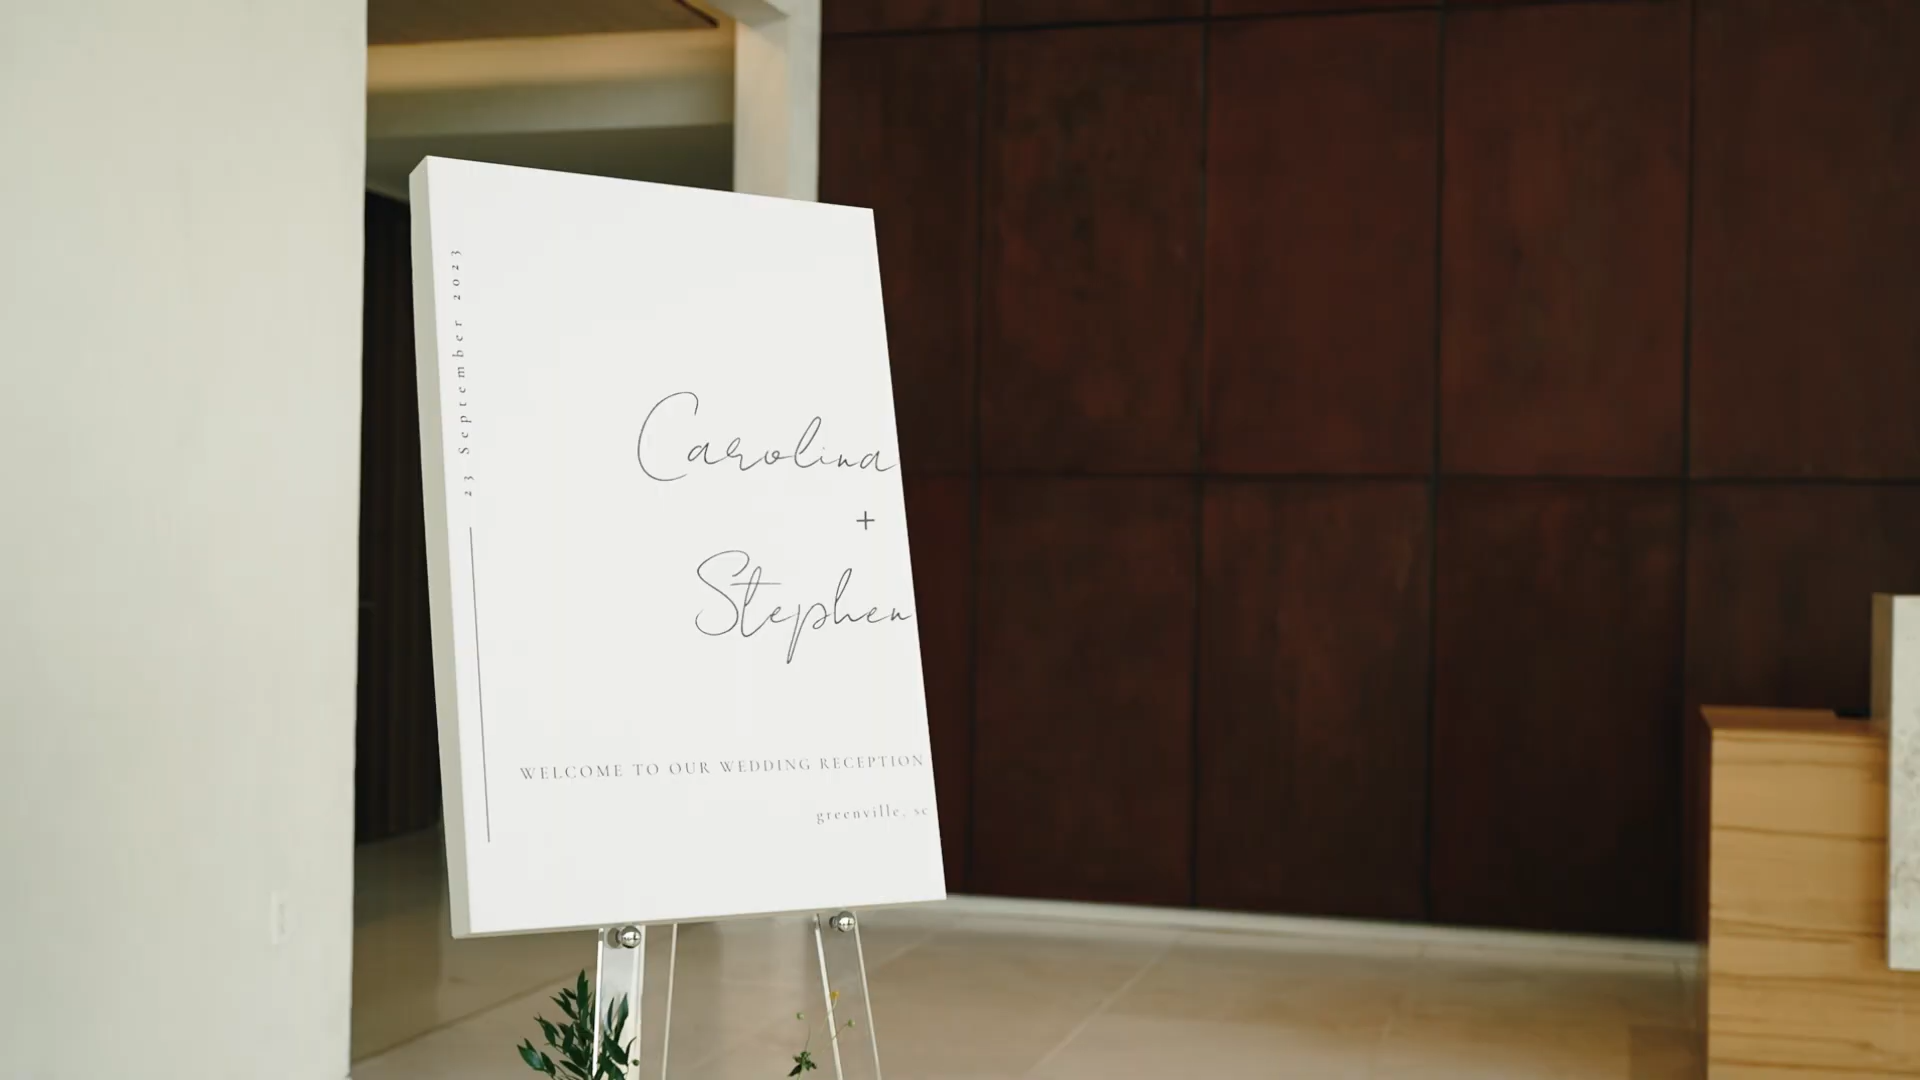 23 September 2023
Carolina
+
Stephen
WELCOME TO OUR WEDDING RECEPTION
greenville, sc